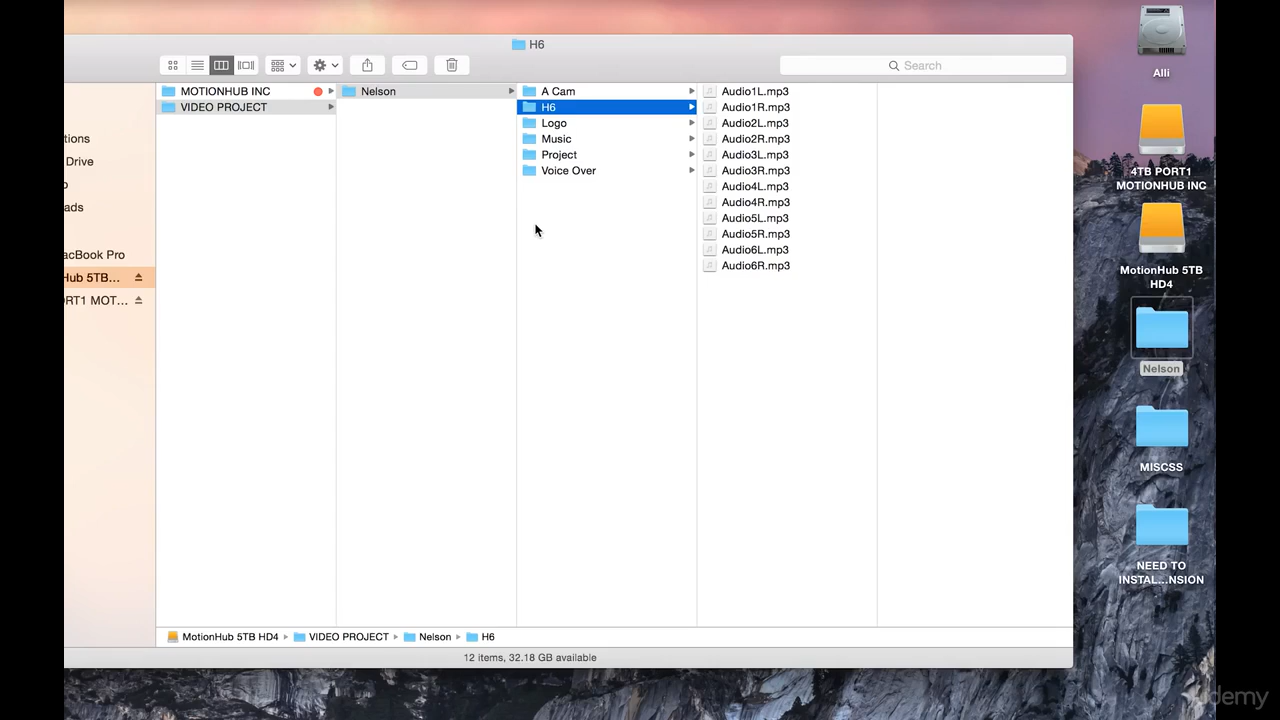 H6
Search
Alli
4TB PORT1
MOTIONHUB INC
MotionHub 5TB
HD4
Nelson
MISCSS
NEED TO
INSTAL...NSION
tions
Drive
ads
acBook Pro
Hub 5TB...
ORT1 MOT...
MOTIONHUB INC
VIDEO PROJECT
Nelson
A Cam
H6
Logo
Music
Project
Voice Over
Audio1L.mp3
Audio1R.mp3
Audio2L.mp3
Audio2R.mp3
Audio3L.mp3
Audio3R.mp3
Audio4L.mp3
Audio4R.mp3
Audio5L.mp3
Audio5R.mp3
Audio6L.mp3
Audio6R.mp3
MotionHub 5TB HD4 ▸ VIDEO PROJECT ▸ Nelson ▸ H6
12 items, 32.18 GB available
udemy